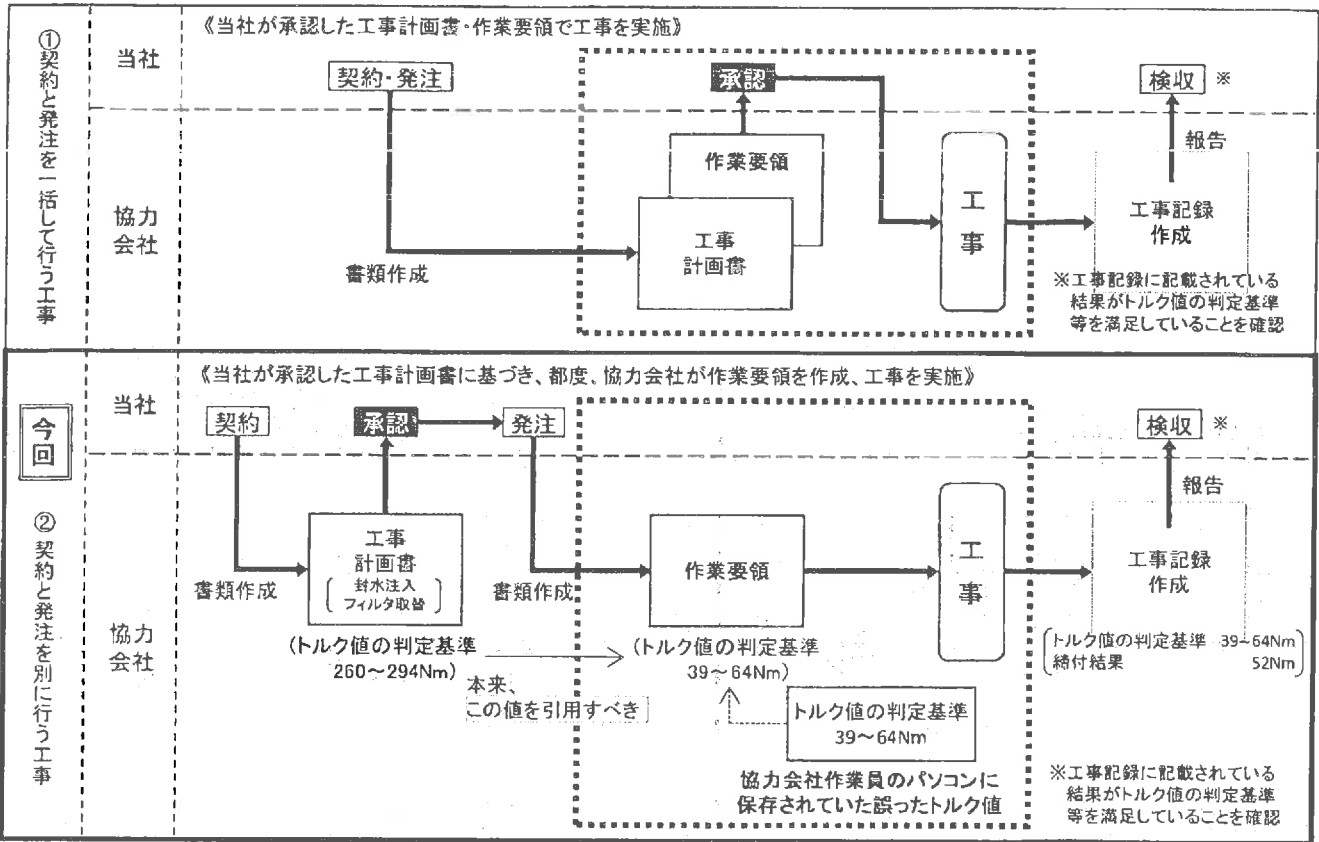 ①契約と発注を一括して行う工事
当社
協力
会社
《当社が承認した工事計画書・作業要領で工事を実施》
契約・発注
書類作成
承認
作業要領
工事
計画書
工事
検収 ※
報告
工事記録
作成
※工事記録に記載されている
結果がトルク値の判定基準
等を満足していることを確認
今回
②契約と発注を別に行う工事
当社
協力
会社
《当社が承認した工事計画書に基づき、都度、協力会社が作業要領を作成、工事を実施》
契約
承認
発注
書類作成
工事
計画書
封水注入
フィルタ取替
(トルク値の判定基準
260～294Nm)
書類作成
本来、
この値を引用すべき
作業要領
(トルク値の判定基準
39～64Nm)
トルク値の判定基準
39～64Nm
協力会社作業員のパソコンに
保存されていた誤ったトルク値
工事
検収 ※
報告
工事記録
作成
トルク値の判定基準 39～64Nm
締付結果 52Nm
※工事記録に記載されている
結果がトルク値の判定基準
等を満足していることを確認